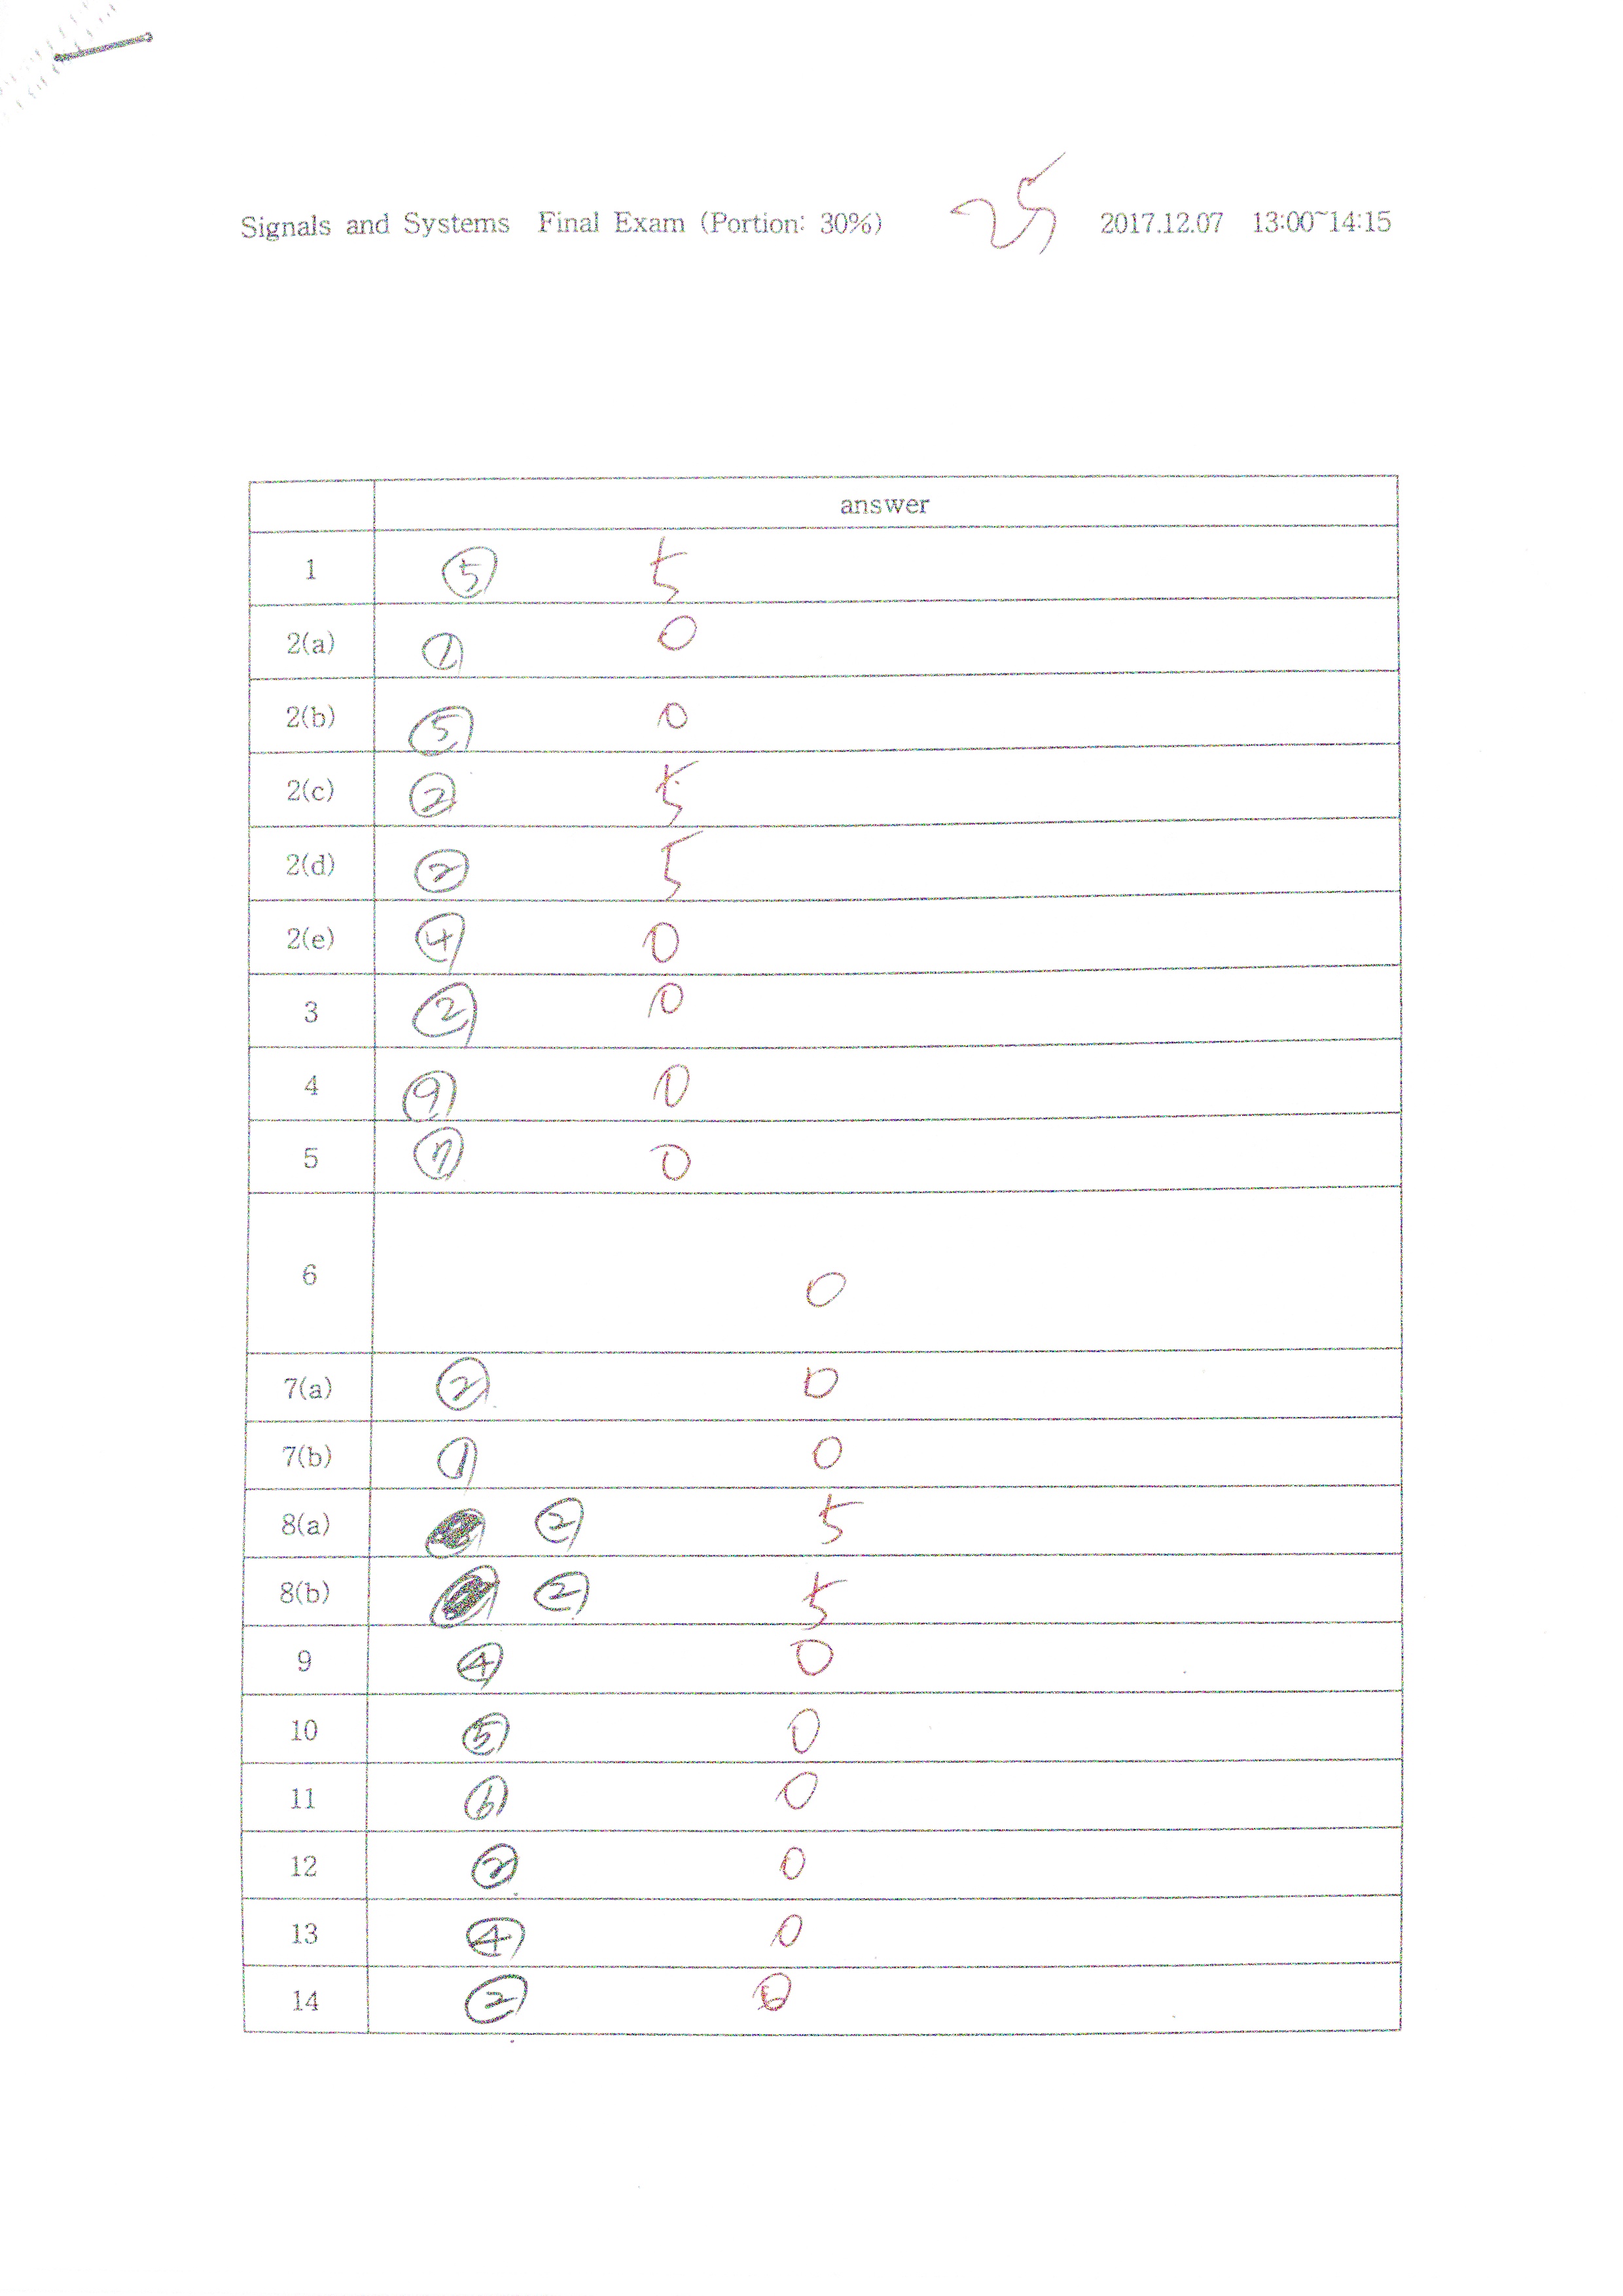 Signals and Systems Final Exam (Portion: 30%) 25 2017.12.07 13:00~14:15
answer
1 ⑤ 5
2(a) ① 0
2(b) ⑤ 0
2(c) ② 5
2(d) ② 5
2(e) ④ 0
3 ② 0
4 ⑨ 0
5 ⑦ 0
6 0
7(a) ② 0
7(b) ① 0
8(a) ② 5
8(b) ② 5
9 ④ 0
10 ⑤ 0
11 ⑥ 0
12 ② 0
13 ④ 0
14 ② 0